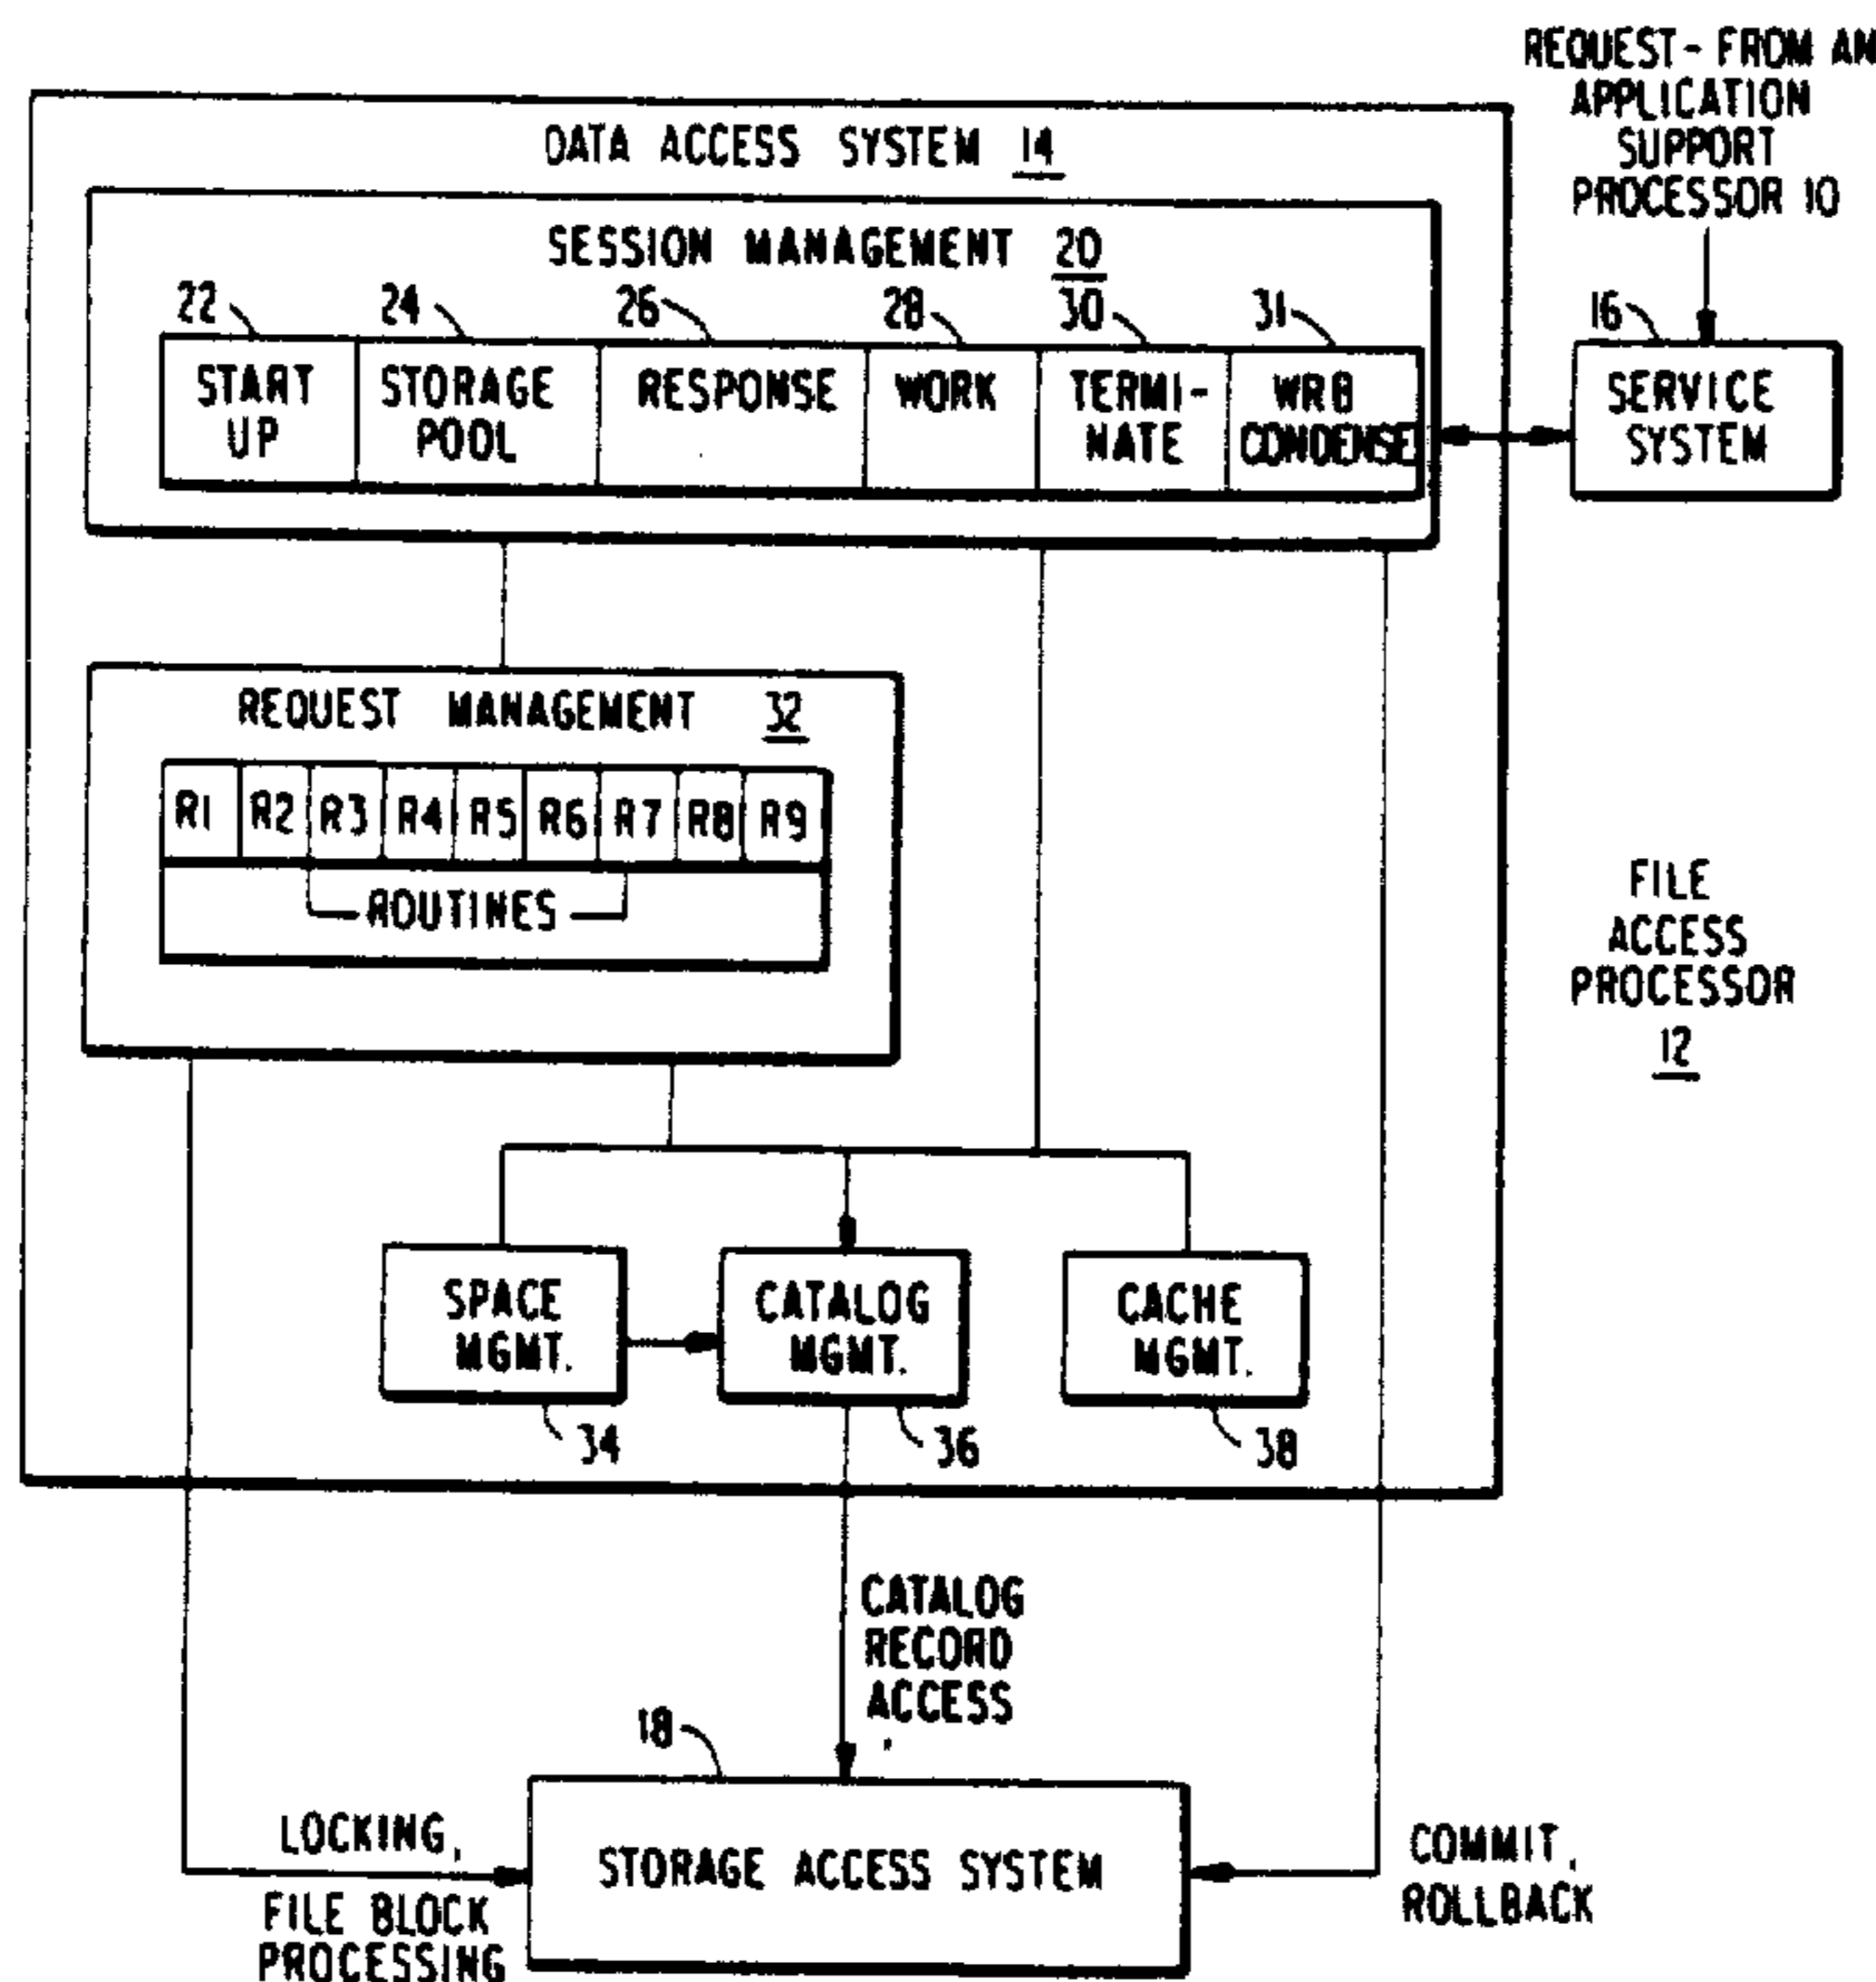 REQUEST - FROM AN
APPLICATION
SUPPORT
PROCESSOR 10
DATA ACCESS SYSTEM 14
SESSION MANAGEMENT 20
22
24
26
28
30
31
16
START
UP
STORAGE
POOL
RESPONSE
WORK
TERMI-
NATE
WRB
CONDENSE
SERVICE
SYSTEM
REQUEST MANAGEMENT 32
R1 R2 R3 R4 R5 R6 R7 R8 R9
ROUTINES
FILE
ACCESS
PROCESSOR
12
SPACE
MGMT.
CATALOG
MGMT.
CACHE
MGMT.
34
36
38
CATALOG
RECORD
ACCESS
18
LOCKING,
FILE BLOCK
PROCESSING
STORAGE ACCESS SYSTEM
COMMIT,
ROLLBACK